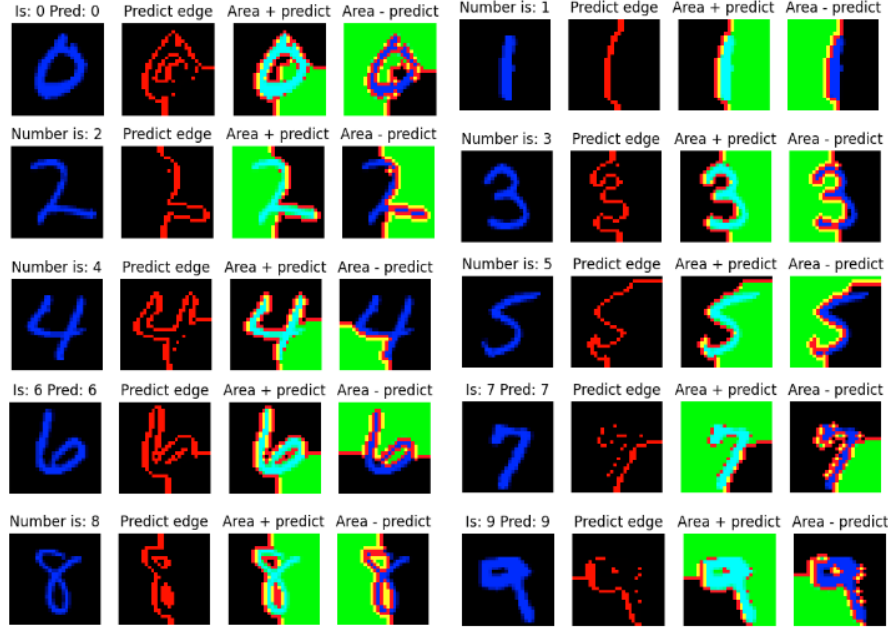 Is: 0 Pred: 0 Predict edge Area + predict Area - predict
Number is: 1 Predict edge Area + predict Area - predict
Number is: 2 Predict edge Area + predict Area - predict
Number is: 3 Predict edge Area + predict Area - predict
Number is: 4 Predict edge Area + predict Area - predict
Number is: 5 Predict edge Area + predict Area - predict
Is: 6 Pred: 6 Predict edge Area + predict Area - predict
Is: 7 Pred: 7 Predict edge Area + predict Area - predict
Number is: 8 Predict edge Area + predict Area - predict
Is: 9 Pred: 9 Predict edge Area + predict Area - predict